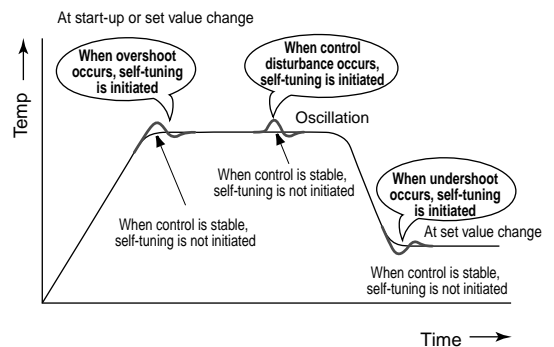 At start-up or set value change
When overshoot
occurs, self-tuning
is initiated
When control
disturbance occurs,
self-tuning is initiated
Temp
Oscillation
When control is stable,
self-tuning is not initiated
When control is stable,
self-tuning is not initiated
When undershoot
occurs, self-tuning
is initiated
At set value change
When control is stable,
self-tuning is not initiated
Time